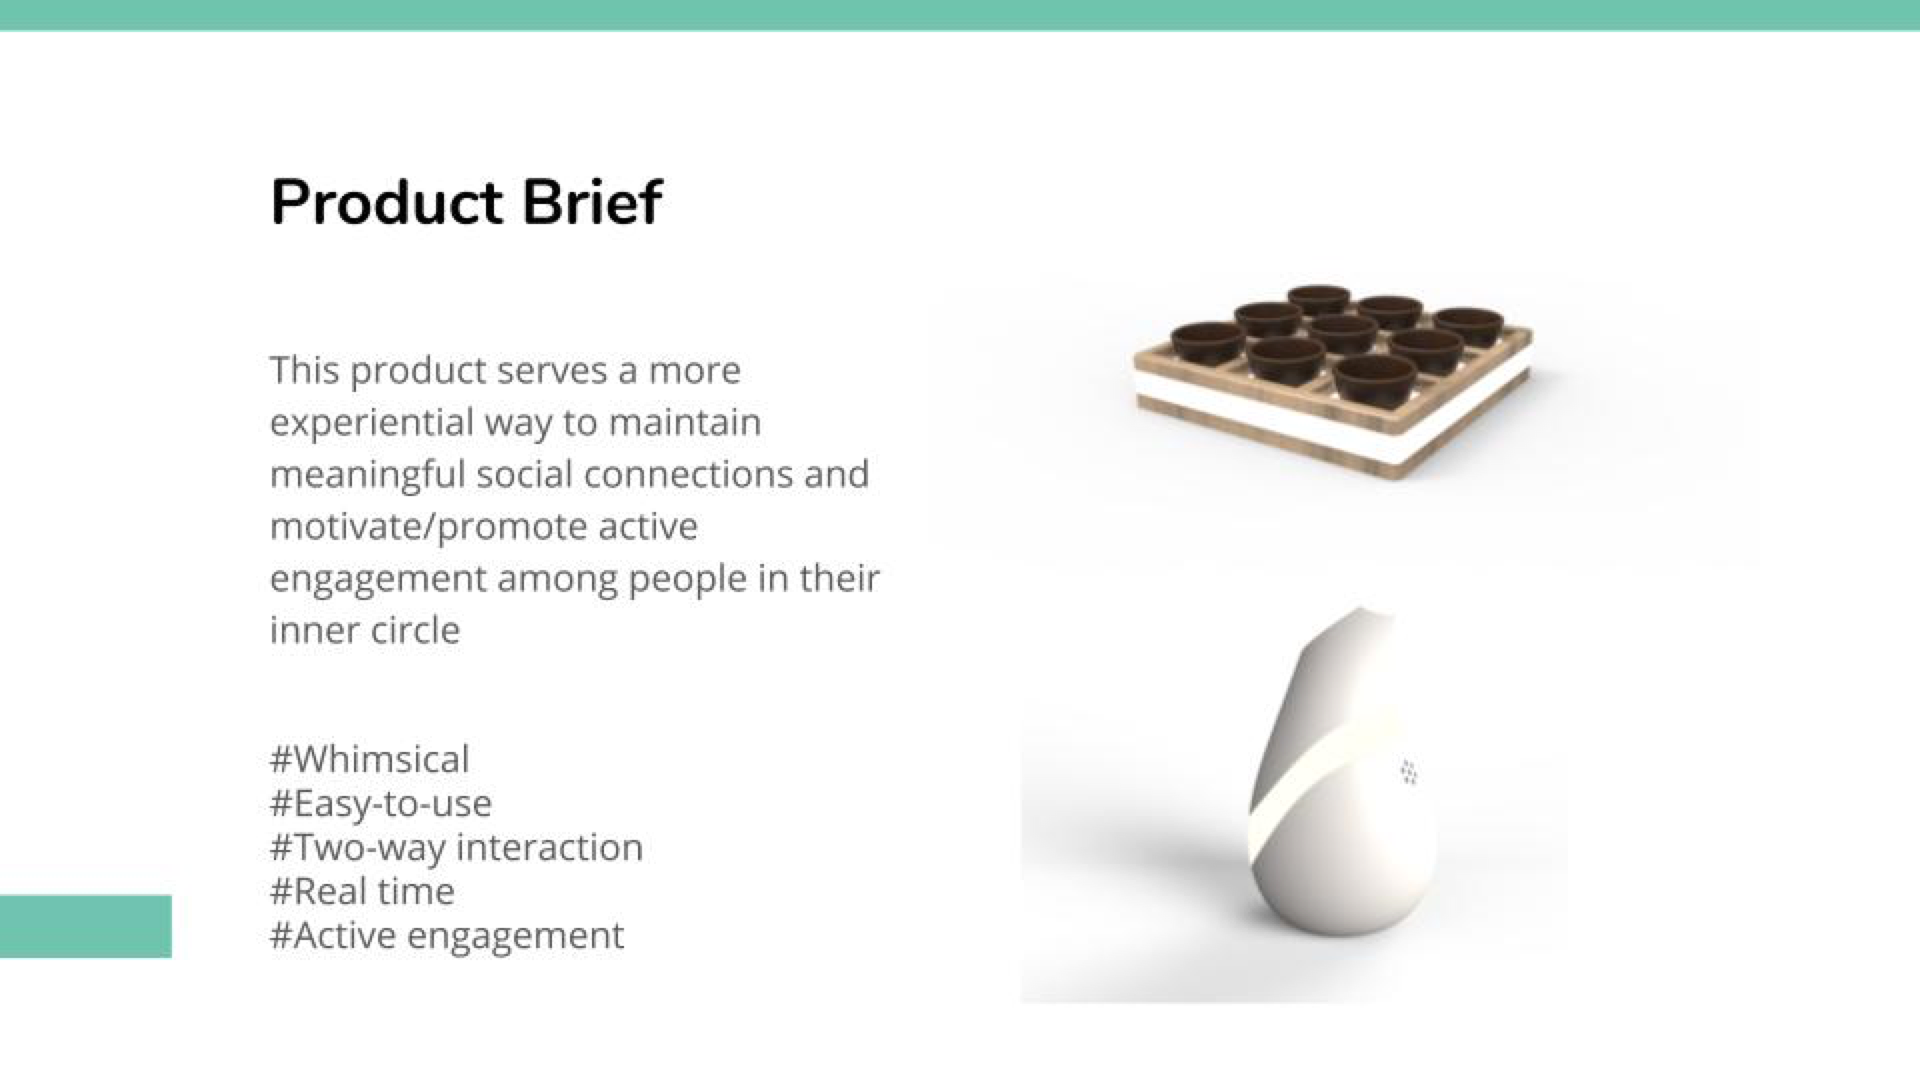 Product Brief
This product serves a more
experiential way to maintain
meaningful social connections and
motivate/promote active
engagement among people in their
inner circle
#Whimsical
#Easy-to-use
#Two-way interaction
#Real time
#Active engagement